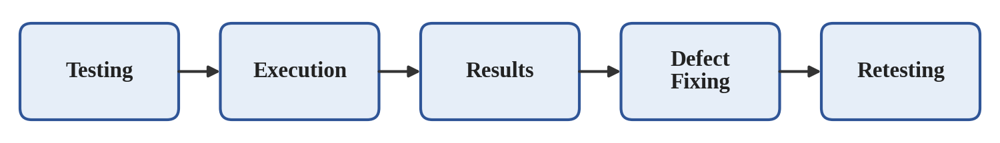 Testing
Execution
Results
Defect
Fixing
Retesting